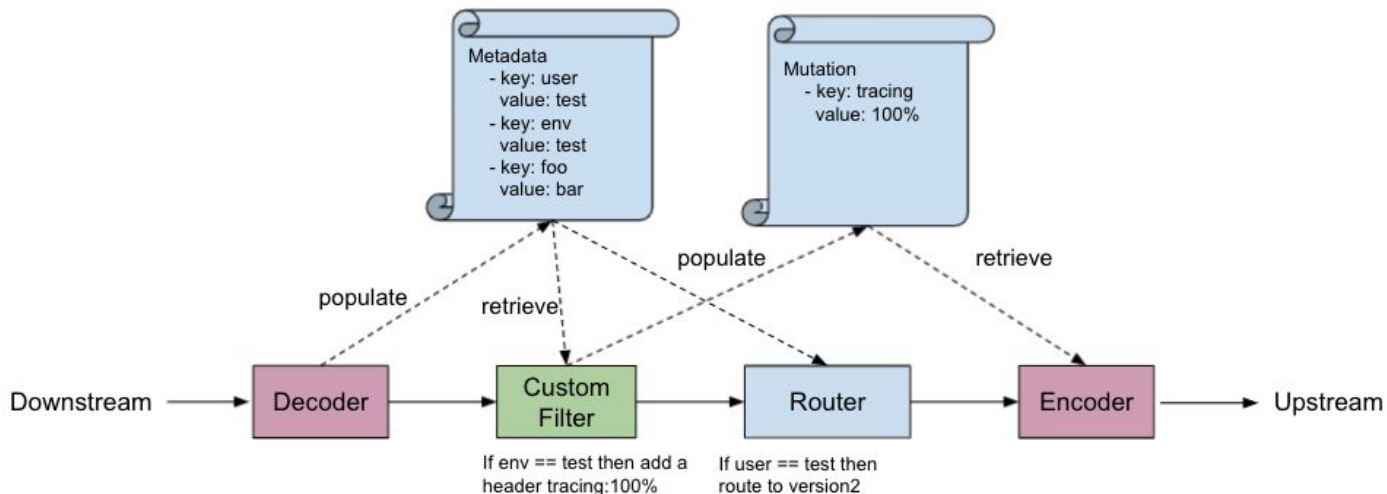 Metadata
- key: user
value: test
- key: env
value: test
- key: foo
value: bar
Mutation
- key: tracing
value: 100%
populate
retrieve
populate
retrieve
Downstream
Decoder
Custom
Filter
Router
Encoder
Upstream
If env == test then add a
header tracing:100%
If user == test then
route to version2